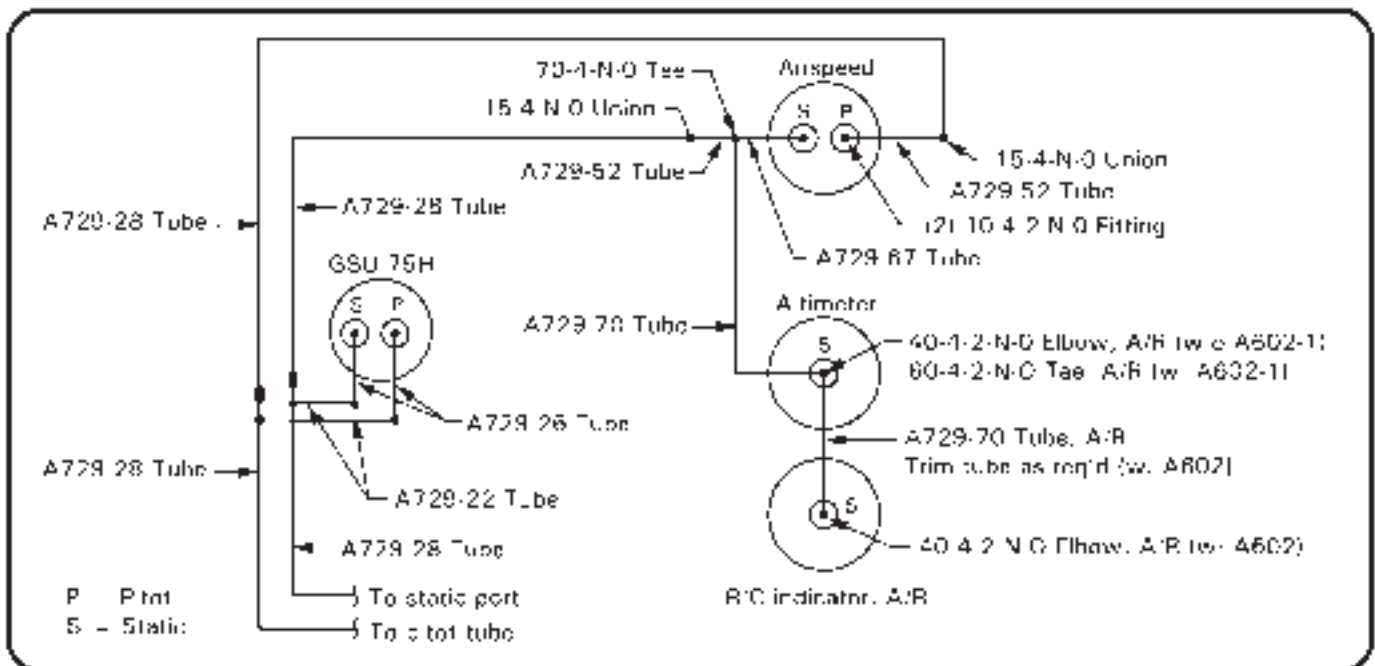 70-4-N-0 Tee
Airspeed
15-4-N-0 Union
S P
15-4-N-0 Union
A729-52 Tube
A729-52 Tube
A729-28 Tube
A729-28 Tube
(2) 10-4-2-N-0 Fitting
A729-67 Tube
GSU 75H
S P
Altimeter
A729-70 Tube
S
40-4-2-N-0 Elbow, A/R (w/o A602-1)
60-4-2-N-0 Tee, A/R (w/ A602-1)
A729-26 Tube
A729-70 Tube, A/R
Trim tube as req'd (w/ A602)
A729-28 Tube
A729-22 Tube
S
A729-28 Tube
40-4-2-N-0 Elbow, A/R (w/ A602)
P - Pitot
S - Static
To static port
To pitot tube
R/C indicator, A/R